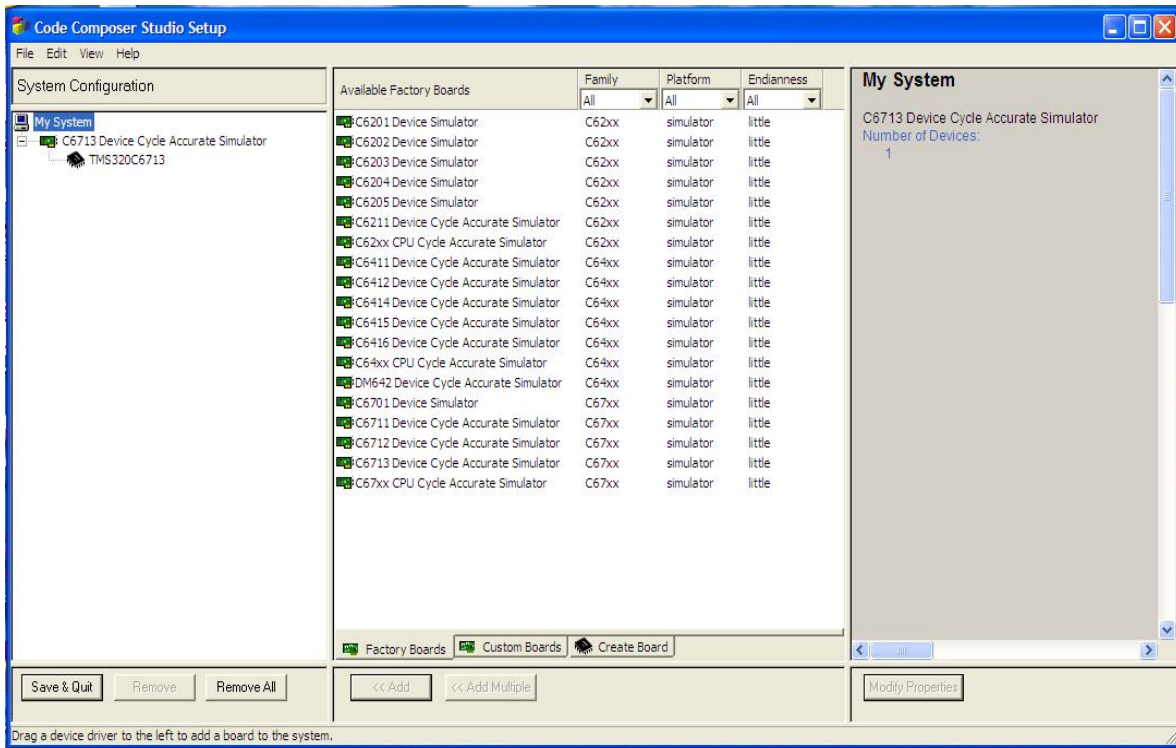 Code Composer Studio Setup
File Edit View Help
System Configuration
My System
C6713 Device Cycle Accurate Simulator
TMS320C6713
Available Factory Boards Family Platform Endianness
All All All
C6201 Device Simulator C62xx simulator little
C6202 Device Simulator C62xx simulator little
C6203 Device Simulator C62xx simulator little
C6204 Device Simulator C62xx simulator little
C6205 Device Simulator C62xx simulator little
C6211 Device Cycle Accurate Simulator C62xx simulator little
C62xx CPU Cycle Accurate Simulator C62xx simulator little
C6411 Device Cycle Accurate Simulator C64xx simulator little
C6412 Device Cycle Accurate Simulator C64xx simulator little
C6414 Device Cycle Accurate Simulator C64xx simulator little
C6415 Device Cycle Accurate Simulator C64xx simulator little
C6416 Device Cycle Accurate Simulator C64xx simulator little
C64xx CPU Cycle Accurate Simulator C64xx simulator little
DM642 Device Cycle Accurate Simulator C64xx simulator little
C6701 Device Simulator C67xx simulator little
C6711 Device Cycle Accurate Simulator C67xx simulator little
C6712 Device Cycle Accurate Simulator C67xx simulator little
C6713 Device Cycle Accurate Simulator C67xx simulator little
C67xx CPU Cycle Accurate Simulator C67xx simulator little
Factory Boards Custom Boards Create Board
My System
C6713 Device Cycle Accurate Simulator
Number of Devices:
1
Save & Quit Remove Remove All << Add << Add Multiple Modify Properties
Drag a device driver to the left to add a board to the system.